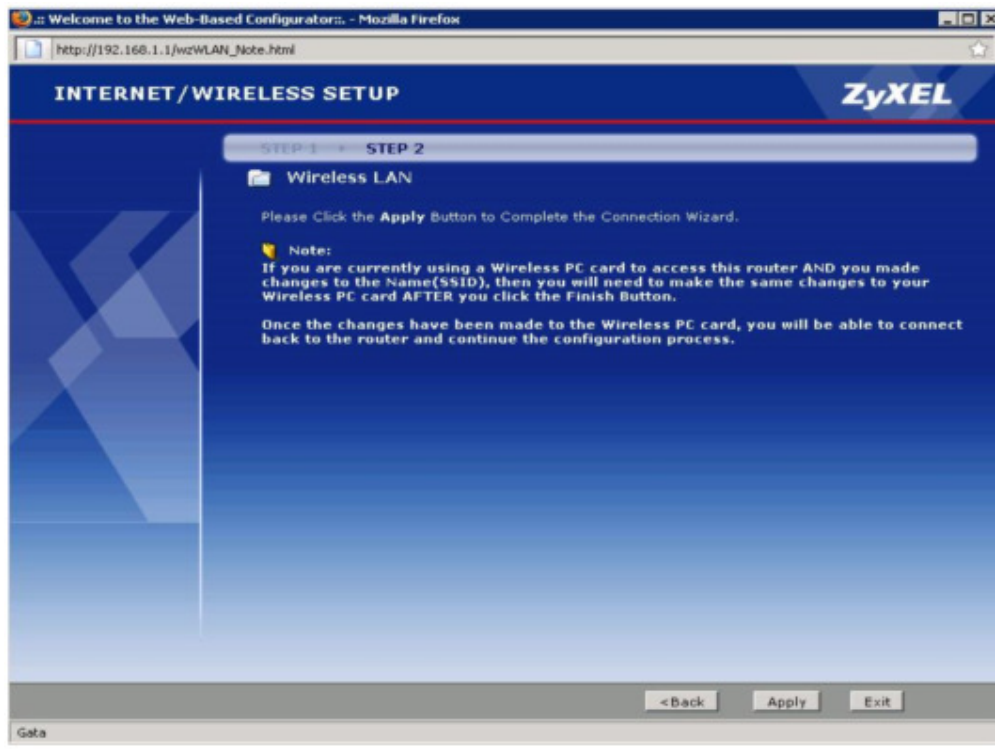 .:: Welcome to the Web-Based Configurator::. - Mozilla Firefox
http://192.168.1.1/wzWLAN_Note.html
INTERNET/WIRELESS SETUP
ZyXEL
STEP 1 STEP 2
Wireless LAN
Please Click the Apply Button to Complete the Connection Wizard.
Note:
If you are currently using a Wireless PC card to access this router AND you made
changes to the Name(SSID), then you will need to make the same changes to your
Wireless PC card AFTER you click the Finish Button.
Once the changes have been made to the Wireless PC card, you will be able to connect
back to the router and continue the configuration process.
<Back Apply Exit
Gata